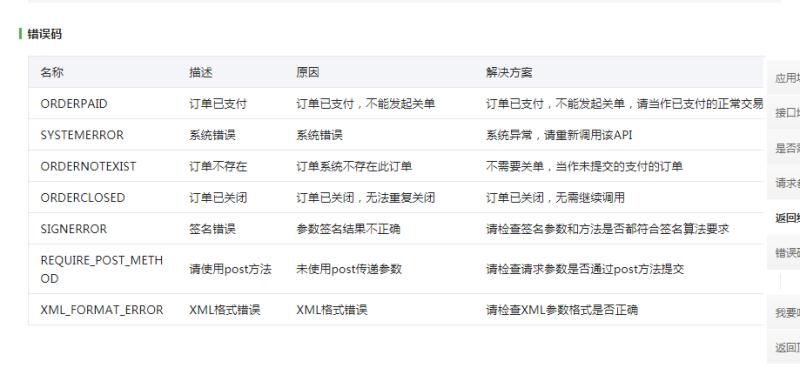 错误码
名称 描述 原因 解决方案
ORDERPAID 订单已支付 订单已支付，不能发起关单 订单已支付，不能发起关单，请当作已支付的正常交易
SYSTEMERROR 系统错误 系统错误 系统异常，请重新调用该API
ORDERNOTEXIST 订单不存在 订单系统不存在此订单 不需要关单，当作未提交的支付的订单
ORDERCLOSED 订单已关闭 订单已关闭，无法重复关闭 订单已关闭，无需继续调用
SIGNERROR 签名错误 参数签名结果不正确 请检查签名参数和方法是否都符合签名算法要求
REQUIRE_POST_METH
OD 请使用post方法 未使用post传递参数 请检查请求参数是否通过post方法提交
XML_FORMAT_ERROR XML格式错误 XML格式错误 请检查XML参数格式是否正确
应用
接口
是否
请求
返回
错误
我要
返回